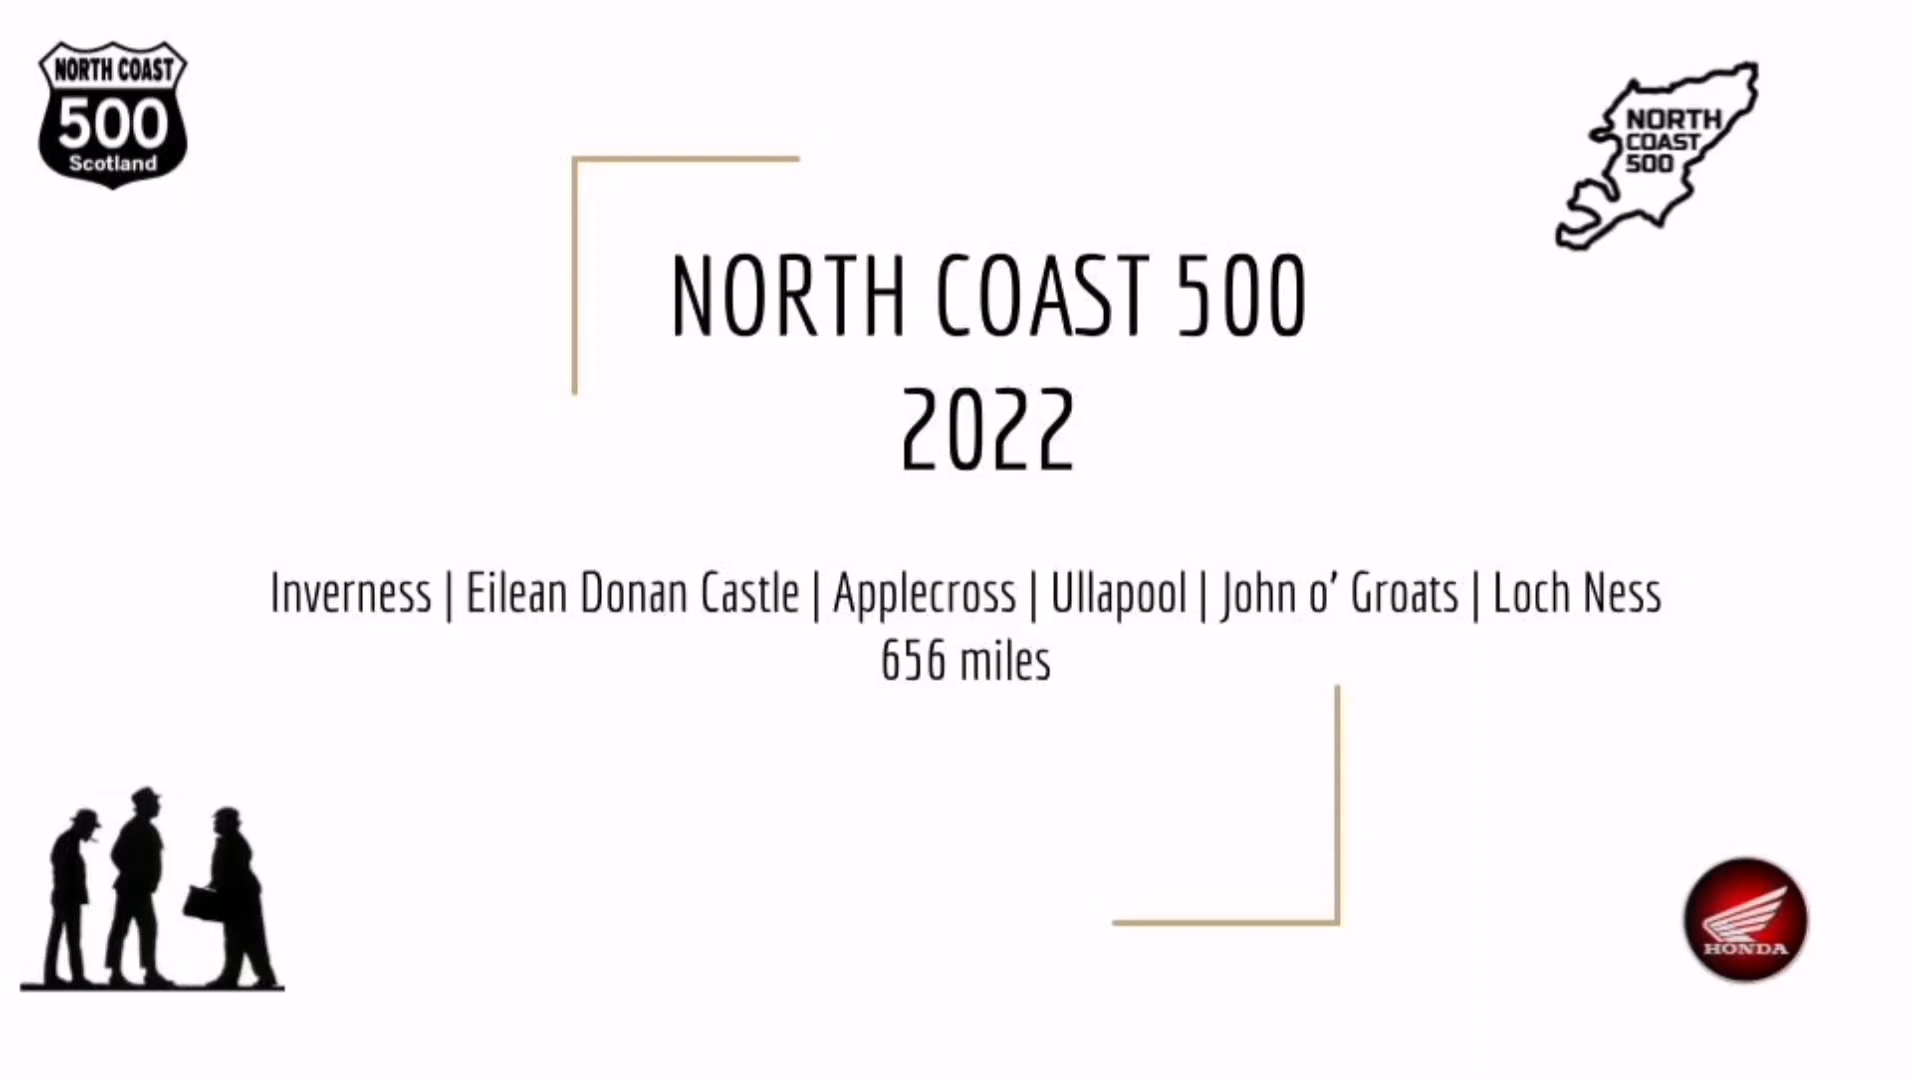 NORTH COAST
500
Scotland
NORTH
COAST
500
NORTH COAST 500
2022
Inverness | Eilean Donan Castle | Applecross | Ullapool | John o’ Groats | Loch Ness
656 miles
HONDA